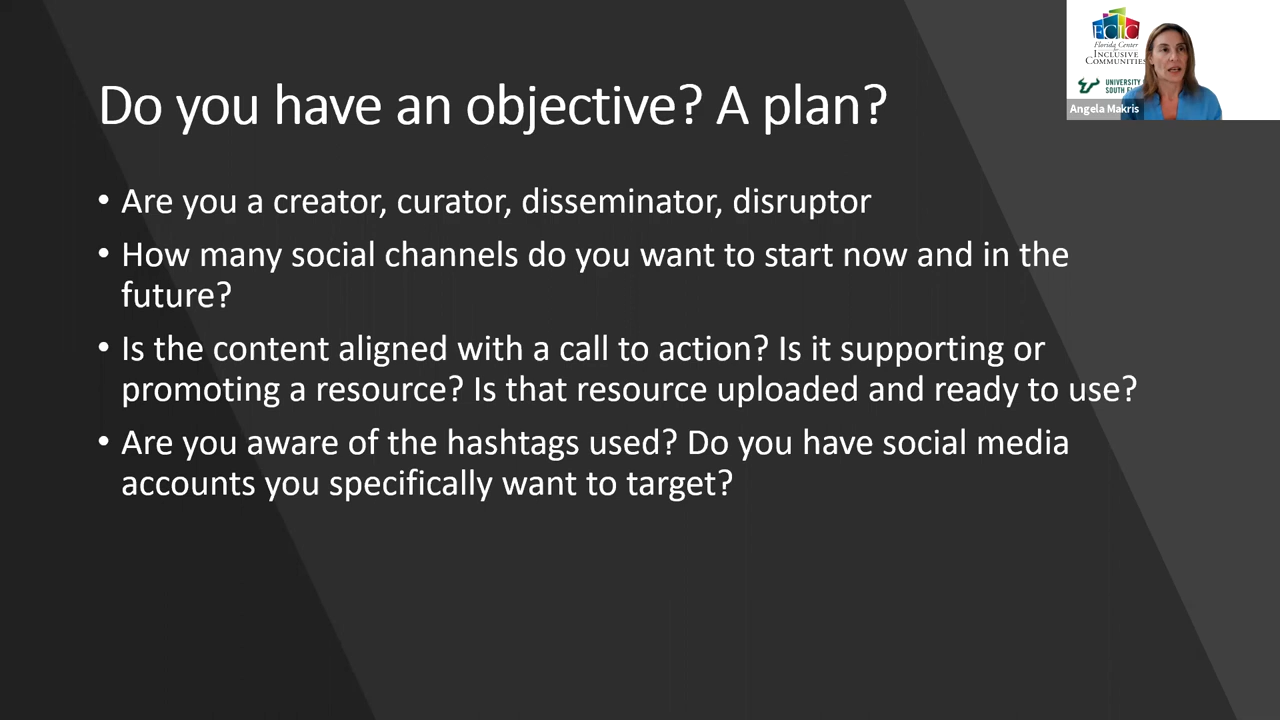 Do you have an objective? A plan?
• Are you a creator, curator, disseminator, disruptor
• How many social channels do you want to start now and in the
future?
• Is the content aligned with a call to action? Is it supporting or
promoting a resource? Is that resource uploaded and ready to use?
• Are you aware of the hashtags used? Do you have social media
accounts you specifically want to target?
FCIC
Florida Center
for
INCLUSIVE
COMMUNITIES
UNIVERSITY
SOUTH
Angela Makris